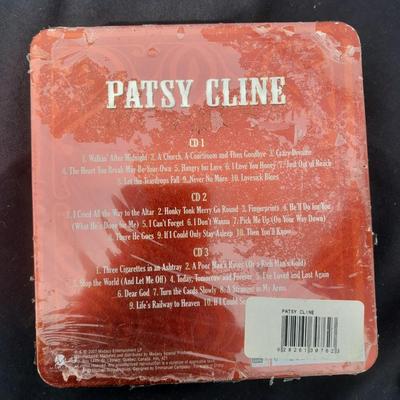 PATSY CLINE
CD 1
1. Walkin' After Midnight 2. A Church, A Courtroom and Then Goodbye 3. Crazy Dreams
4. The Heart You Break May Be Your Own 5. Hungry for Love 6. I Love You Honey 7. Just Out of Reach
8. Let the Teardrops Fall 9. Never No More 10. Lovesick Blues
CD 2
1. I Cried All the Way to the Altar 2. Honky Tonk Merry Go Round 3. Fingerprints 4. He'll Do for You
(What He's Done for Me) 5. I Can't Forget 6. I Don't Wanna 7. Pick Me Up (On Your Way Down)
8. There He Goes 9. If I Could Only Stay Asleep 10. Then You'll Know
CD 3
1. Three Cigarettes in an Ashtray 2. A Poor Man's Roses (Or a Rich Man's Gold)
3. Stop the World (And Let Me Off) 4. Today, Tomorrow and Forever 5. I've Loved and Lost Again
6. Dear God 7. Turn the Cards Slowly 8. A Stranger in My Arms
9. Life's Railway to Heaven 10. If I Could See
PATSY CLINE
2007 Madacy Entertainment LP